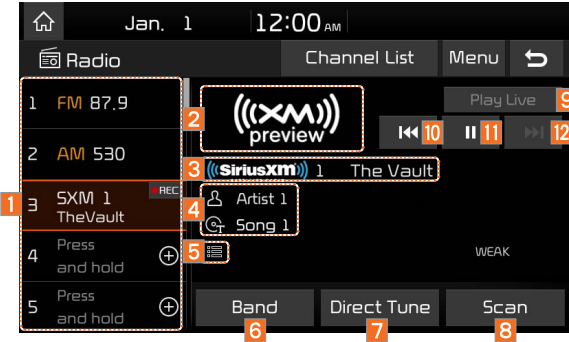 Jan. 1 12:00 AM
Radio Channel List Menu
1 FM 87.9
2 AM 530
3 SXM 1 REC
TheVault
4 Press
and hold
5 Press
and hold
1
2
((XM))
preview
Play Live 9
10 11 12
3
((SiriusXM)) 1 The Vault
4
Artist 1
Song 1
5
WEAK
Band Direct Tune Scan
6 7 8